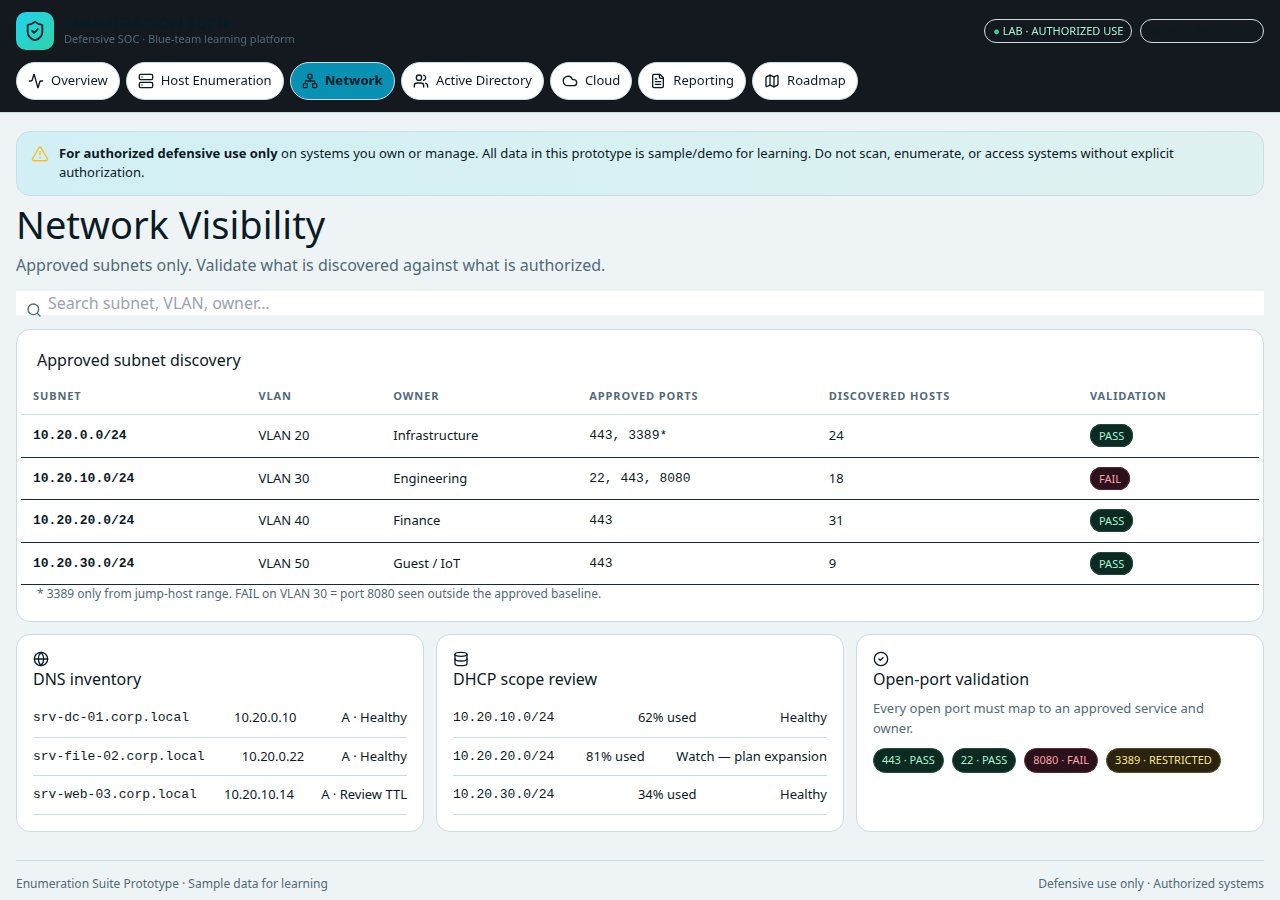 ENUMERATION SUITE
Defensive SOC · Blue-team learning platform
● LAB · AUTHORIZED USE
Overview
Host Enumeration
Network
Active Directory
Cloud
Reporting
Roadmap
For authorized defensive use only on systems you own or manage. All data in this prototype is sample/demo for learning. Do not scan, enumerate, or access systems without explicit
authorization.
Network Visibility
Approved subnets only. Validate what is discovered against what is authorized.
Search subnet, VLAN, owner...
Approved subnet discovery
SUBNET VLAN OWNER APPROVED PORTS DISCOVERED HOSTS VALIDATION
10.20.0.0/24 VLAN 20 Infrastructure 443, 3389* 24 PASS
10.20.10.0/24 VLAN 30 Engineering 22, 443, 8080 18 FAIL
10.20.20.0/24 VLAN 40 Finance 443 31 PASS
10.20.30.0/24 VLAN 50 Guest / IoT 443 9 PASS
* 3389 only from jump-host range. FAIL on VLAN 30 = port 8080 seen outside the approved baseline.
DNS inventory
srv-dc-01.corp.local 10.20.0.10 A · Healthy
srv-file-02.corp.local 10.20.0.22 A · Healthy
srv-web-03.corp.local 10.20.10.14 A · Review TTL
DHCP scope review
10.20.10.0/24 62% used Healthy
10.20.20.0/24 81% used Watch — plan expansion
10.20.30.0/24 34% used Healthy
Open-port validation
Every open port must map to an approved service and
owner.
443 · PASS
22 · PASS
8080 · FAIL
3389 · RESTRICTED
Enumeration Suite Prototype · Sample data for learning
Defensive use only · Authorized systems